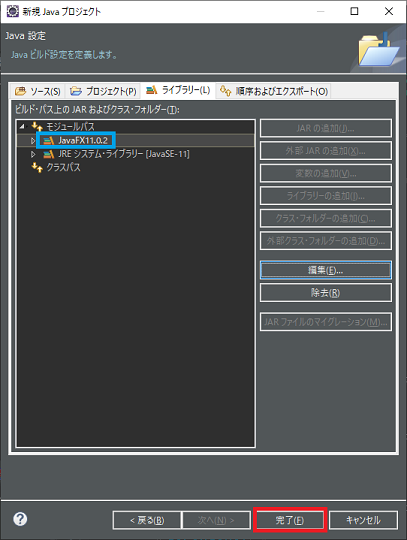 新規 Java プロジェクト
Java 設定
Java ビルド設定を定義します。
ソース(S)
プロジェクト(P)
ライブラリー(L)
順序およびエクスポート(O)
ビルド・パス上の JAR およびクラス・フォルダー(T):
モジュールパス
JavaFX11.0.2
JRE システム・ライブラリー [JavaSE-11]
クラスパス
JAR の追加(J)...
外部 JAR の追加(X)...
変数の追加(V)...
ライブラリーの追加(I)...
クラス・フォルダーの追加(C)...
外部クラス・フォルダーの追加(D)...
編集(E)...
除去(R)
JAR ファイルのマイグレーション(M)...
?
< 戻る(B)
次へ(N) >
完了(F)
キャンセル